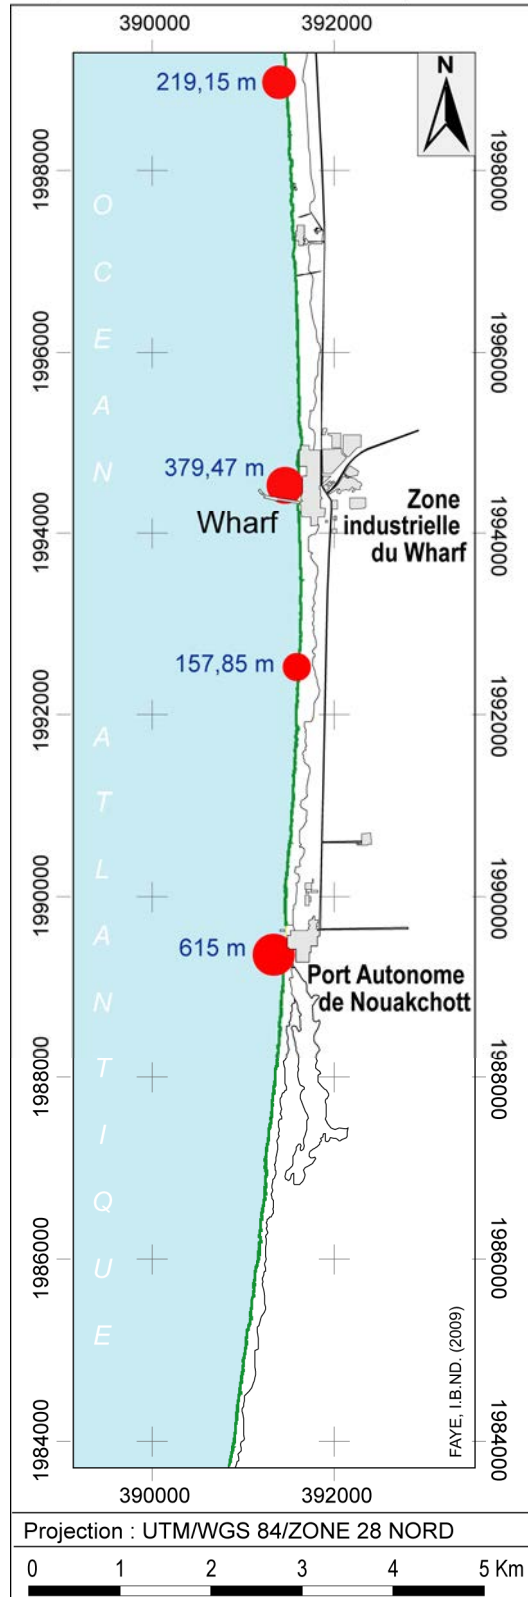 390000
392000
N
219,15 m
1998000
1998000
OCEAN
1996000
1996000
379,47 m
Wharf
Zone
industrielle
du Wharf
1994000
1994000
157,85 m
1992000
1992000
ATLANTIQUE
1990000
1990000
615 m
Port Autonome
de Nouakchott
1988000
1988000
1986000
1986000
FAYE, I.B.ND. (2009)
1984000
1984000
390000
392000
Projection : UTM/WGS 84/ZONE 28 NORD
0 1 2 3 4 5 Km